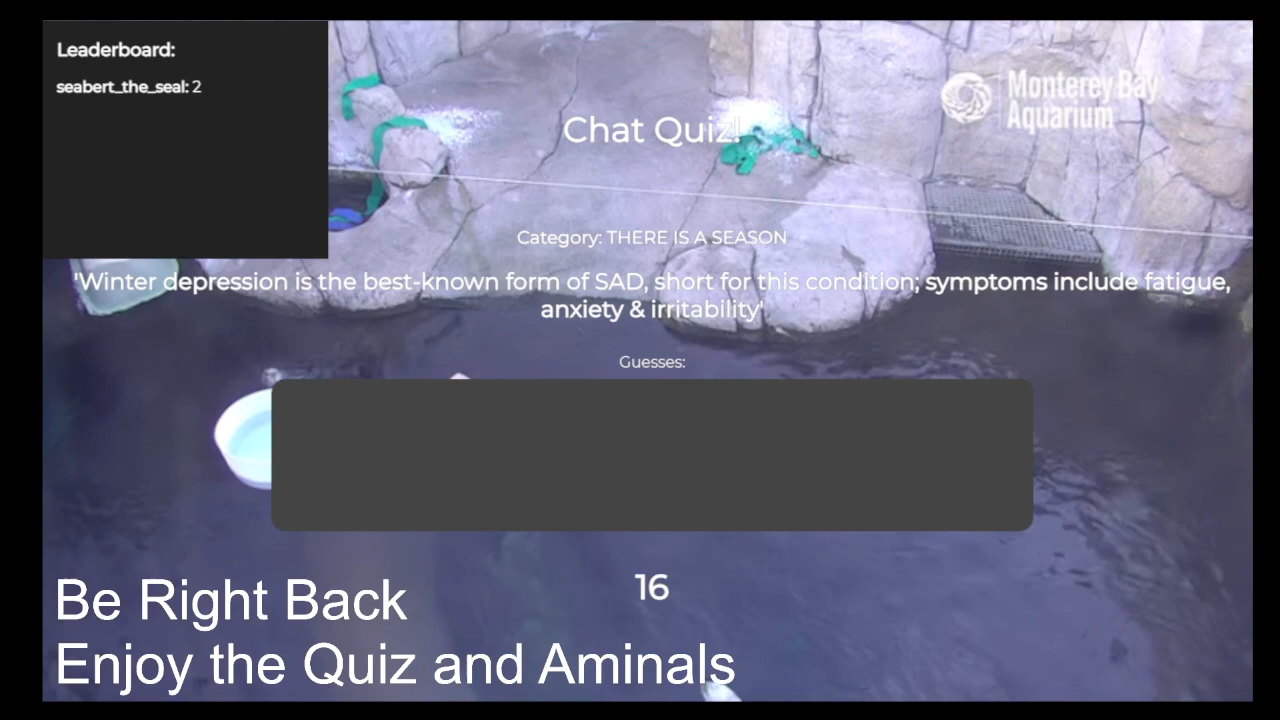 Leaderboard:
seabert_the_seal: 2
Monterey Bay
Aquarium
Chat Quiz!
Category: THERE IS A SEASON
'Winter depression is the best-known form of SAD, short for this condition; symptoms include fatigue,
anxiety & irritability'
Guesses:
16
Be Right Back
Enjoy the Quiz and Aminals